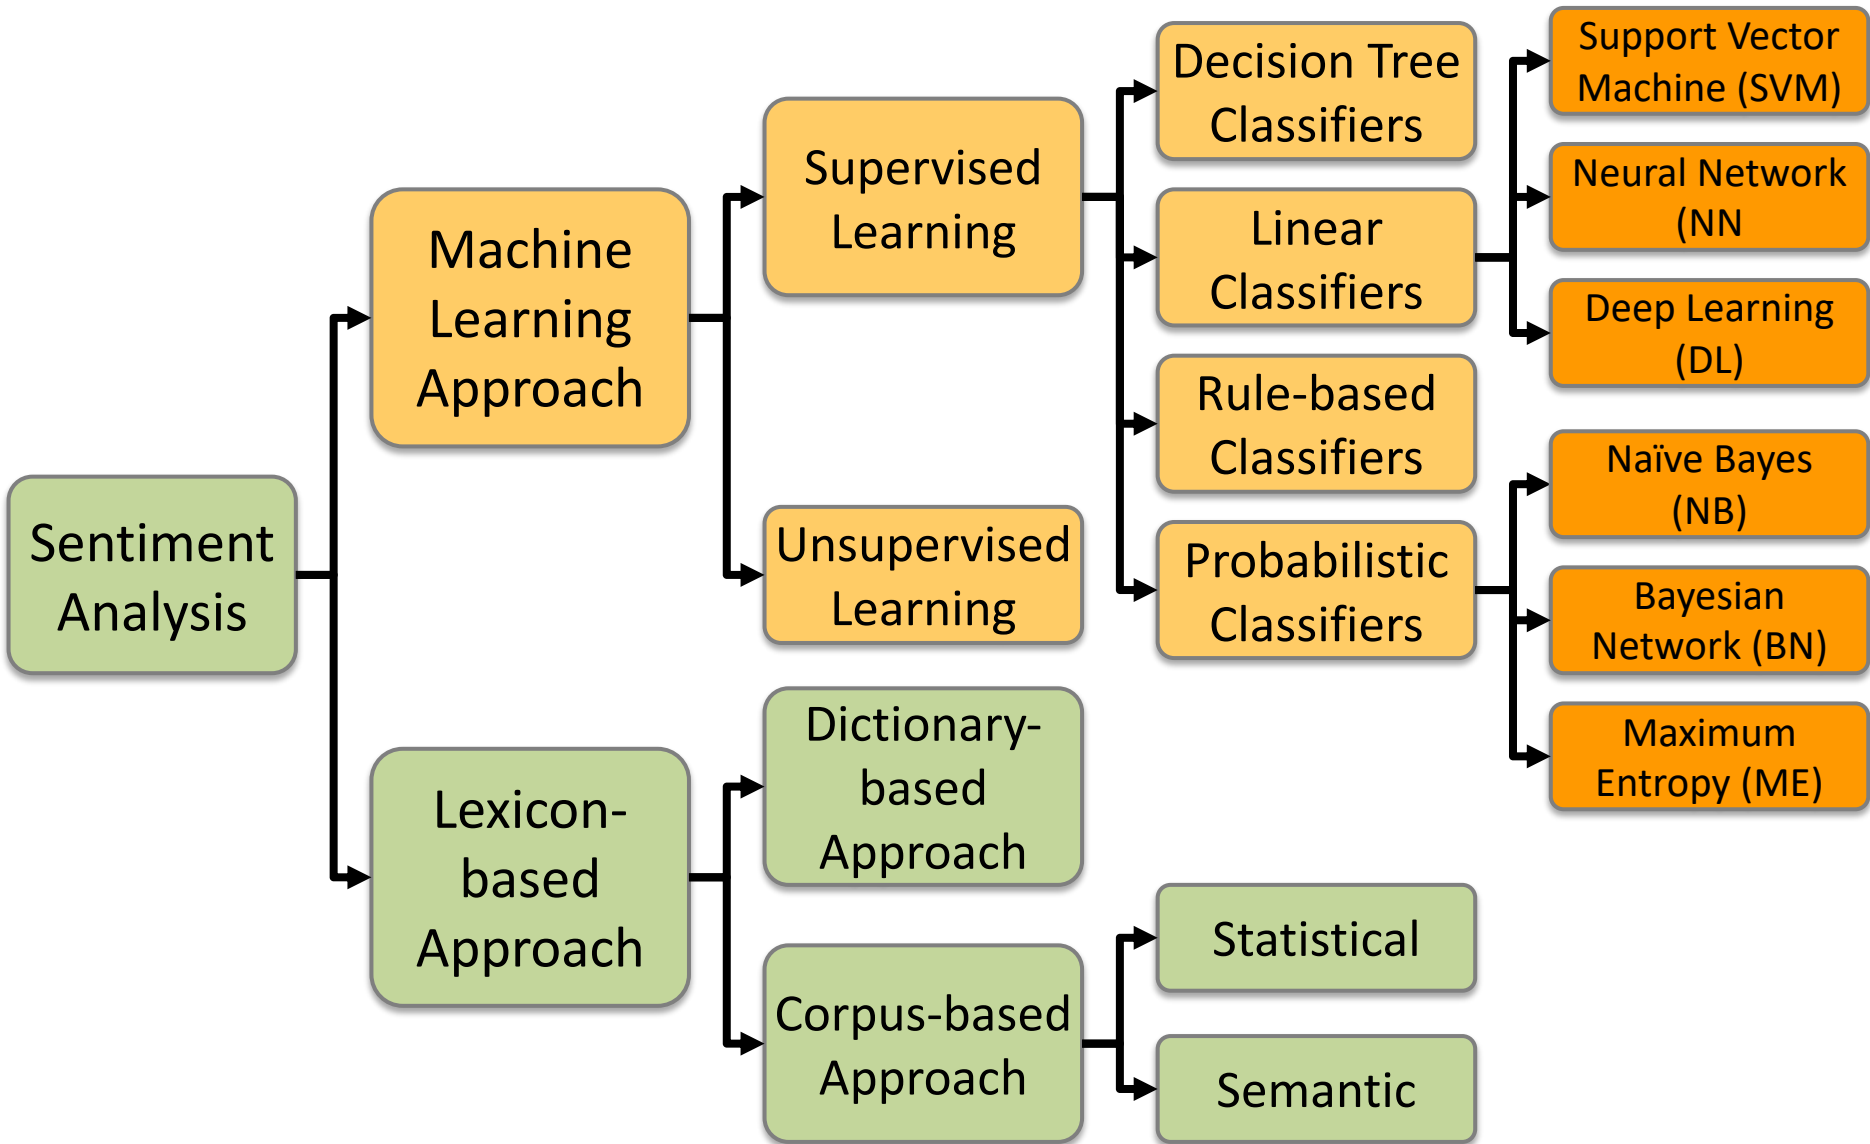 Sentiment
Analysis
Machine
Learning
Approach
Lexicon-
based
Approach
Supervised
Learning
Unsupervised
Learning
Dictionary-
based
Approach
Corpus-based
Approach
Decision Tree
Classifiers
Linear
Classifiers
Rule-based
Classifiers
Probabilistic
Classifiers
Statistical
Semantic
Support Vector
Machine (SVM)
Neural Network
(NN
Deep Learning
(DL)
Naïve Bayes
(NB)
Bayesian
Network (BN)
Maximum
Entropy (ME)